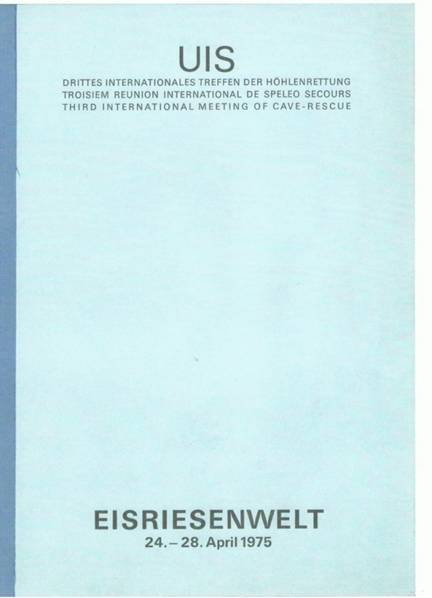 UIS
DRITTES INTERNATIONALES TREFFEN DER HÖHLENRETTUNG
TROISIEM REUNION INTERNATIONAL DE SPELEO SECOURS
THIRD INTERNATIONAL MEETING OF CAVE-RESCUE
EISRIESENWELT
24.–28. April 1975